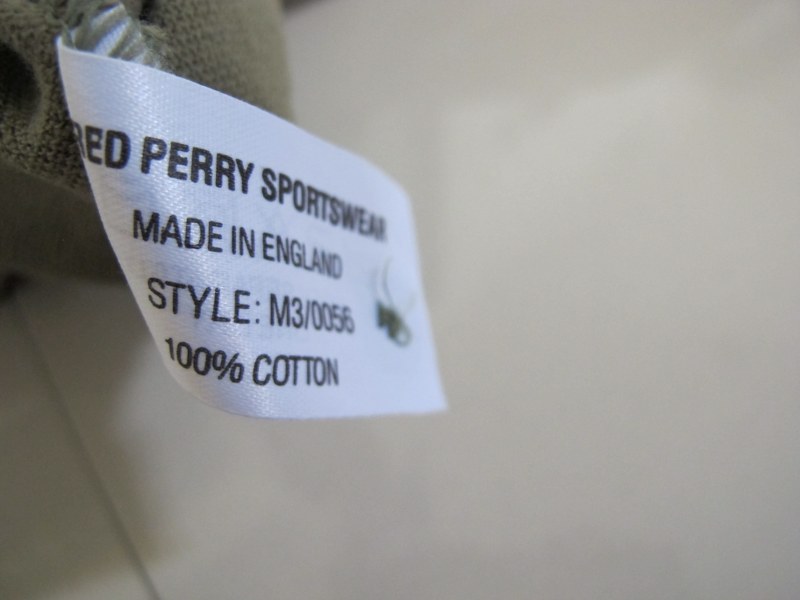 RED PERRY SPORTSWEAR
MADE IN ENGLAND
STYLE: M3/0056
100% COTTON